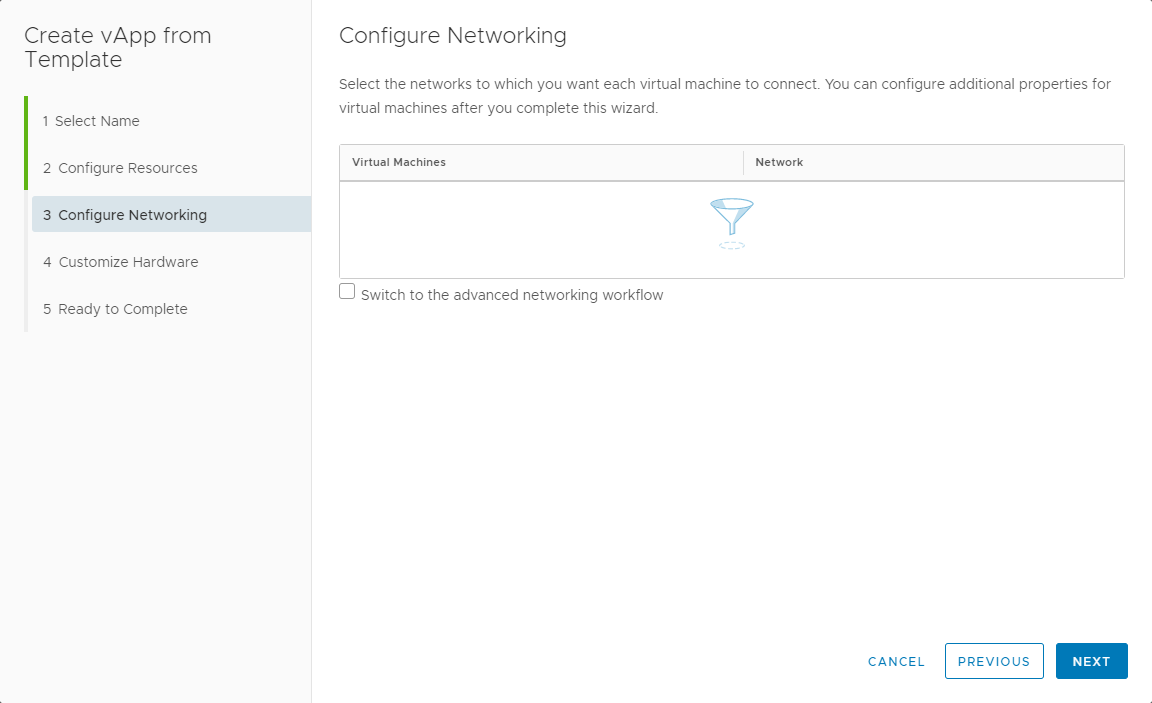 Create vApp from
Template
1 Select Name
2 Configure Resources
3 Configure Networking
4 Customize Hardware
5 Ready to Complete
Configure Networking
Select the networks to which you want each virtual machine to connect. You can configure additional properties for
virtual machines after you complete this wizard.
Virtual Machines Network
Switch to the advanced networking workflow
CANCEL PREVIOUS NEXT